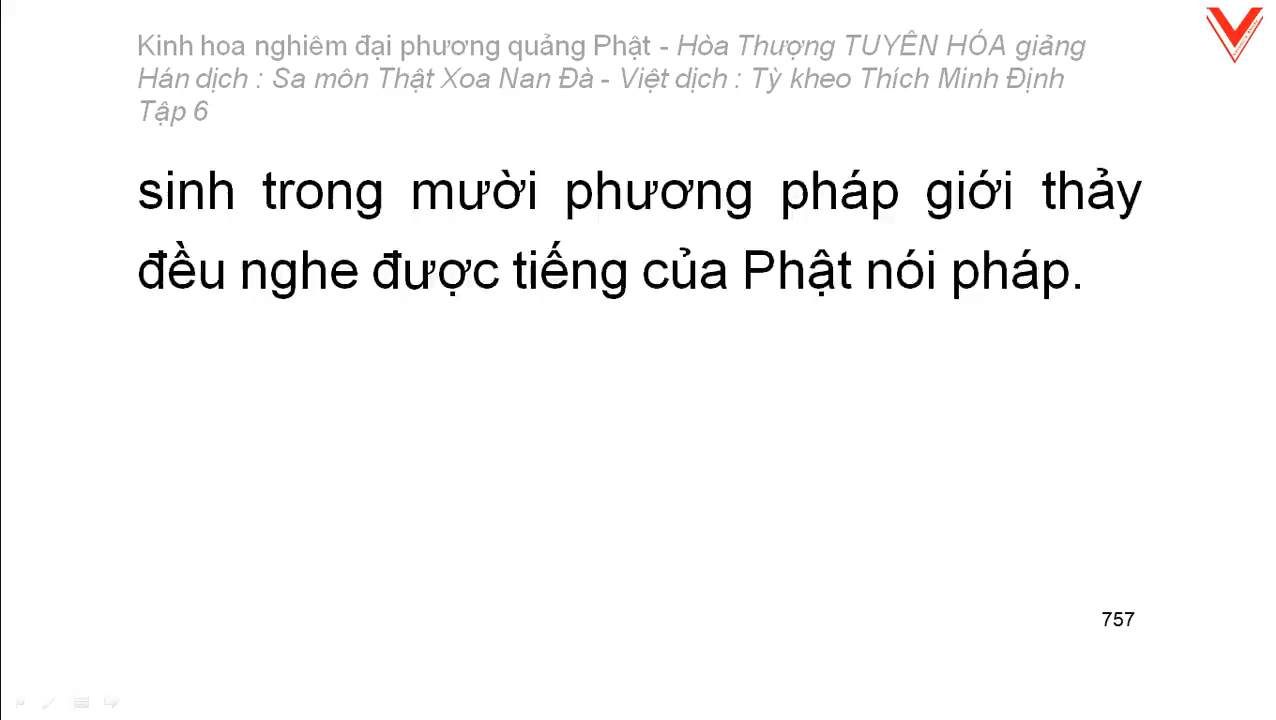 Kinh hoa nghiêm đại phương quảng Phật - Hòa Thượng TUYÊN HÓA giảng
Hán dịch : Sa môn Thật Xoa Nan Đà - Việt dịch : Tỳ kheo Thích Minh Định
Tập 6
sinh trong mười phương pháp giới thảy
đều nghe được tiếng của Phật nói pháp.
757